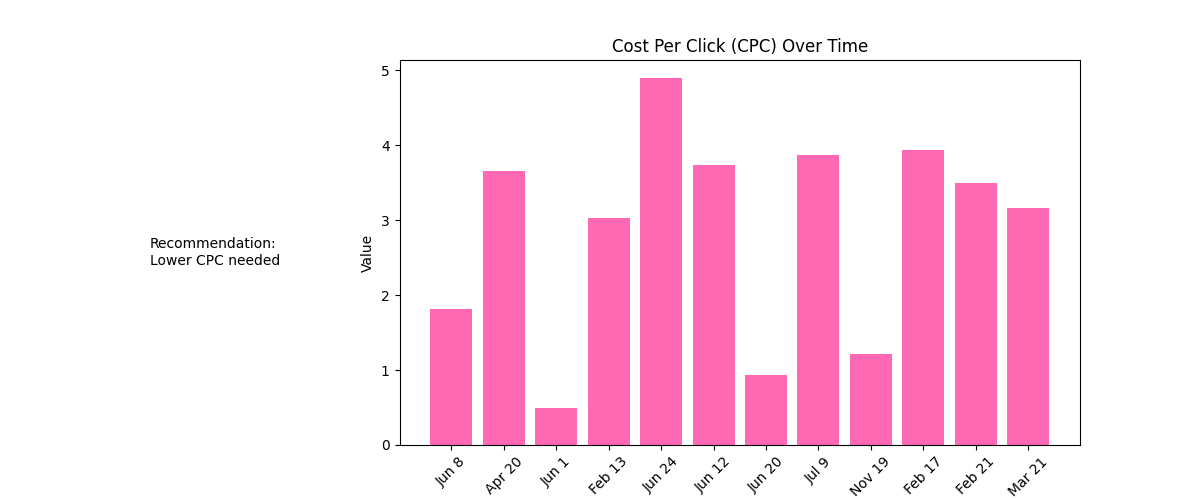 Cost Per Click (CPC) Over Time
Recommendation:
Lower CPC needed
Value
5
4
3
2
1
0
Jun 8
Apr 20
Jun 1
Feb 13
Jun 24
Jun 12
Jun 20
Jul 9
Nov 19
Feb 17
Feb 21
Mar 21